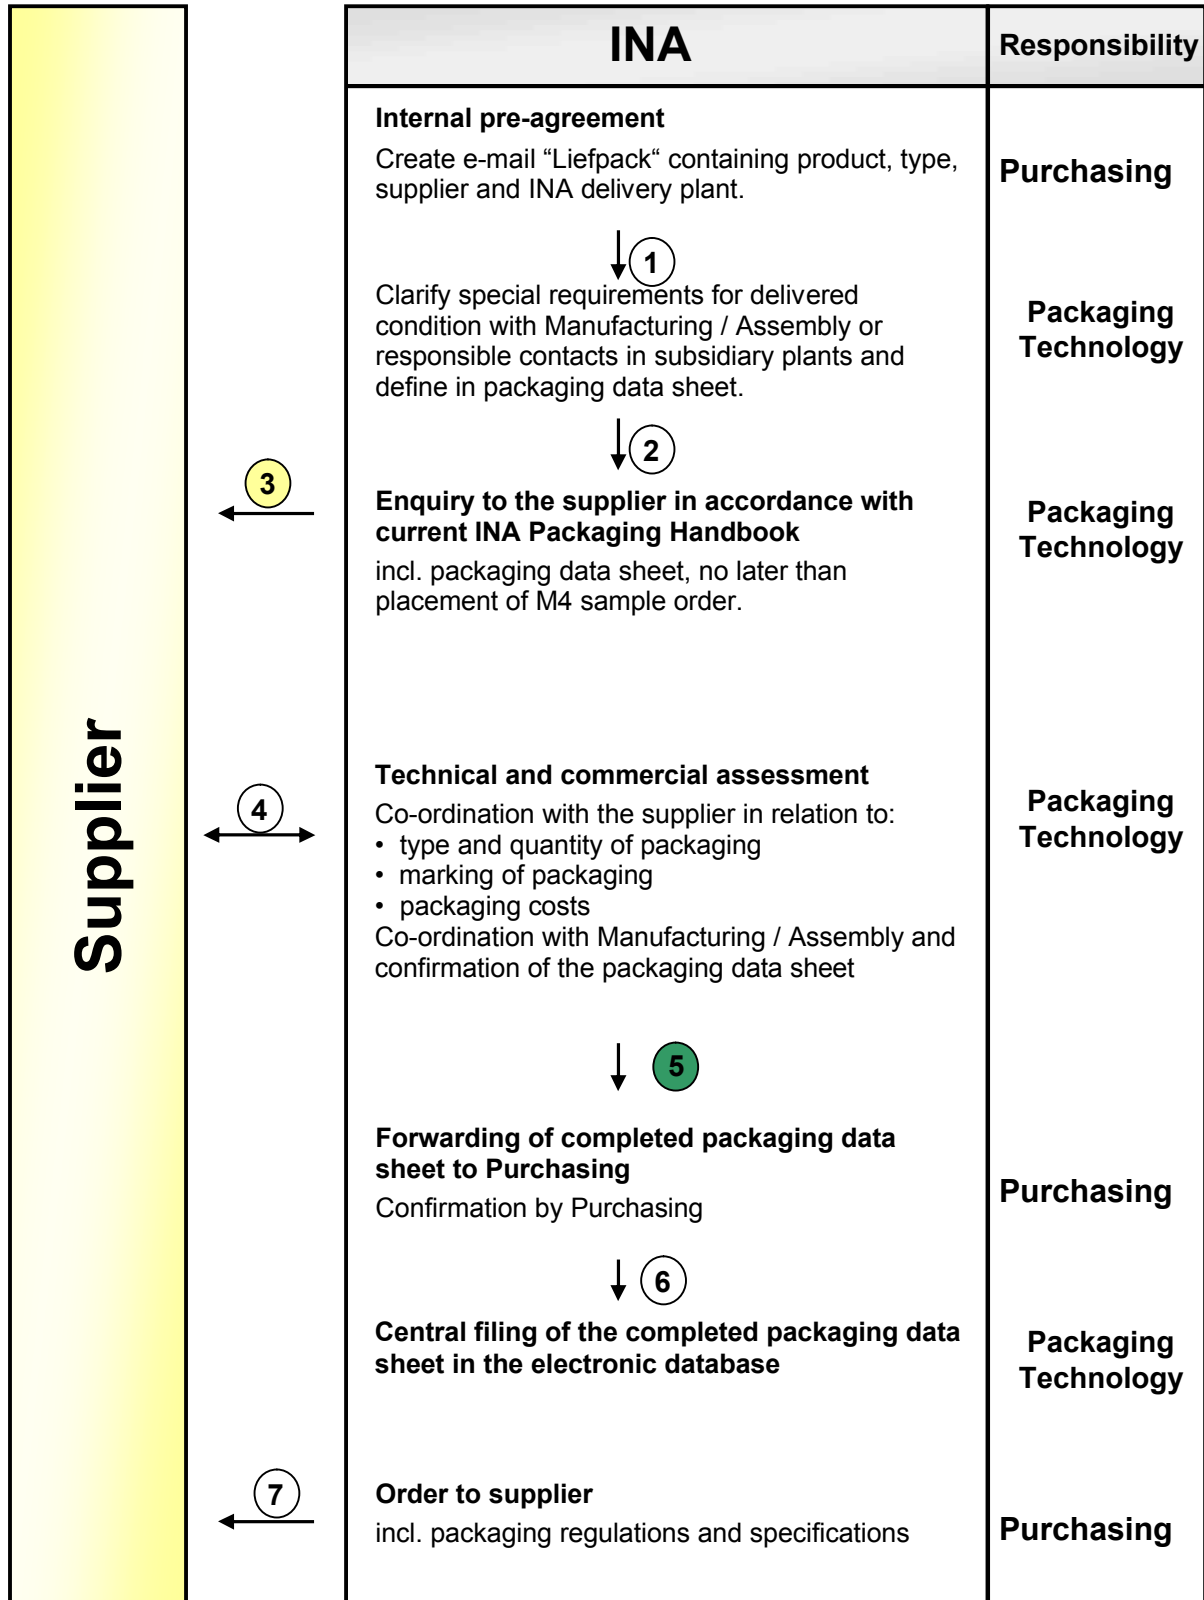 INA
Responsibility
Supplier
Internal pre-agreement
Create e-mail “Liefpack“ containing product, type,
supplier and INA delivery plant.
Purchasing
1
Clarify special requirements for delivered
condition with Manufacturing / Assembly or
responsible contacts in subsidiary plants and
define in packaging data sheet.
Packaging
Technology
2
3
Enquiry to the supplier in accordance with
current INA Packaging Handbook
incl. packaging data sheet, no later than
placement of M4 sample order.
Packaging
Technology
4
Technical and commercial assessment
Co-ordination with the supplier in relation to:
• type and quantity of packaging
• marking of packaging
• packaging costs
Co-ordination with Manufacturing / Assembly and
confirmation of the packaging data sheet
Packaging
Technology
5
Forwarding of completed packaging data
sheet to Purchasing
Confirmation by Purchasing
Purchasing
6
Central filing of the completed packaging data
sheet in the electronic database
Packaging
Technology
7
Order to supplier
incl. packaging regulations and specifications
Purchasing